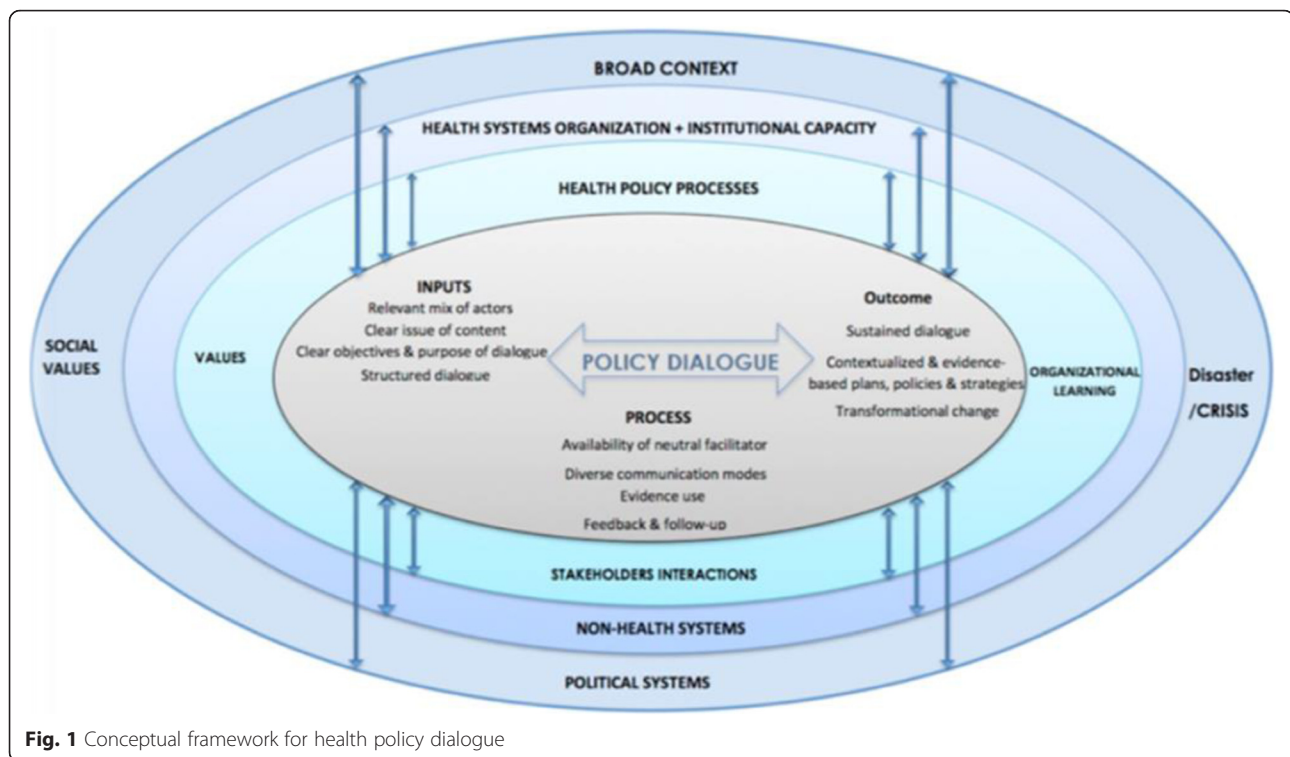 BROAD CONTEXT
HEALTH SYSTEMS ORGANIZATION + INSTITUTIONAL CAPACITY
HEALTH POLICY PROCESSES
SOCIAL
VALUES
VALUES
INPUTS
Relevant mix of actors
Clear issue of content
Clear objectives & purpose of dialogue
Structured dialogue
POLICY DIALOGUE
Outcome
Sustained dialogue
Contextualized & evidence-
based plans, policies & strategies
Transformational change
ORGANIZATIONAL
LEARNING
Disaster
/CRISIS
PROCESS
Availability of neutral facilitator
Diverse communication modes
Evidence use
Feedback & follow-up
STAKEHOLDERS INTERACTIONS
NON-HEALTH SYSTEMS
POLITICAL SYSTEMS
Fig. 1 Conceptual framework for health policy dialogue